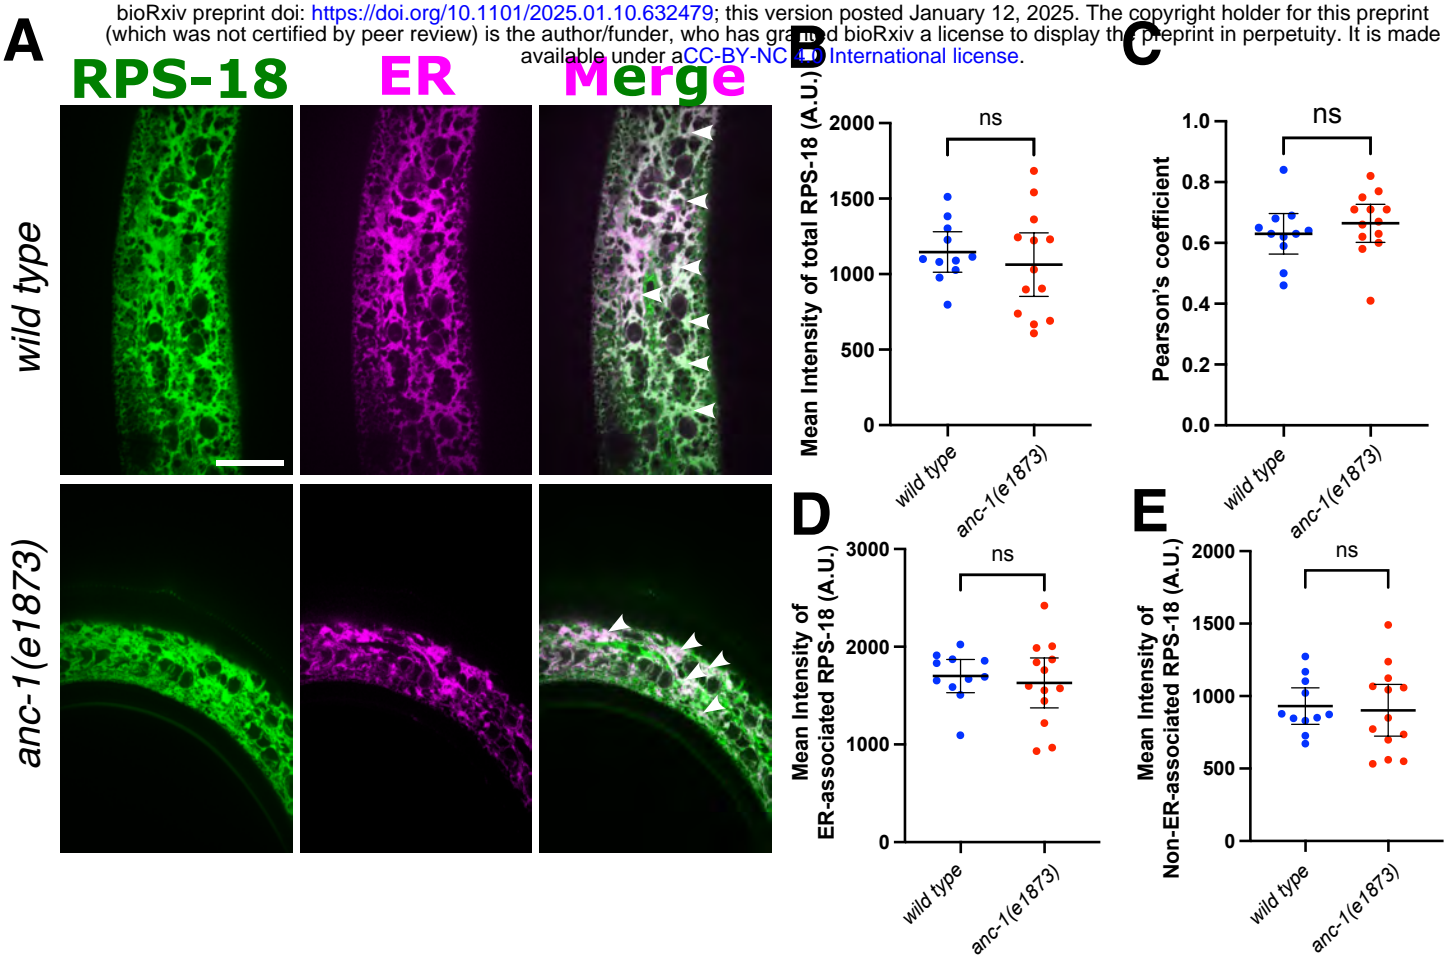 bioRxiv preprint doi: https://doi.org/10.1101/2025.01.10.632479; this version posted January 12, 2025. The copyright holder for this preprint
(which was not certified by peer review) is the author/funder, who has granted bioRxiv a license to display the preprint in perpetuity. It is made
available under aCC-BY-NC 4.0 International license.
A
RPS-18
ER
Merge
wild type
anc-1(e1873)
B
Mean Intensity of total RPS-18 (A.U.)
2000
1500
1000
500
0
ns
wild type
anc-1(e1873)
C
Pearson's coefficient
1.0
0.8
0.6
0.4
0.2
0.0
ns
wild type
anc-1(e1873)
D
Mean Intensity of
ER-associated RPS-18 (A.U.)
3000
2000
1000
0
ns
wild type
anc-1(e1873)
E
Mean Intensity of
Non-ER-associated RPS-18 (A.U.)
2000
1500
1000
500
0
ns
wild type
anc-1(e1873)